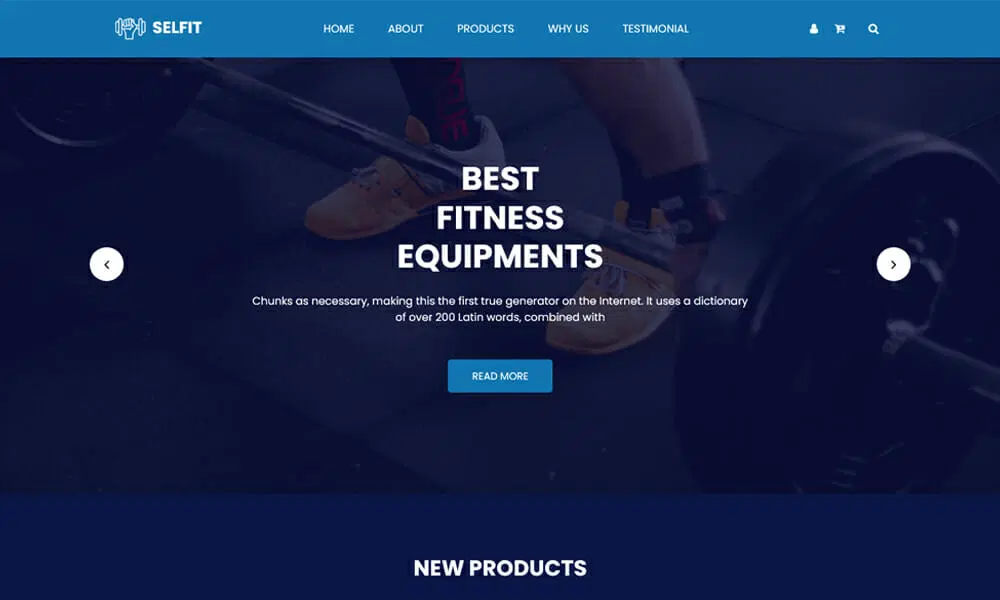 SELFIT
HOME ABOUT PRODUCTS WHY US TESTIMONIAL
BEST
FITNESS
EQUIPMENTS
Chunks as necessary, making this the first true generator on the Internet. It uses a dictionary
of over 200 Latin words, combined with
READ MORE
NEW PRODUCTS